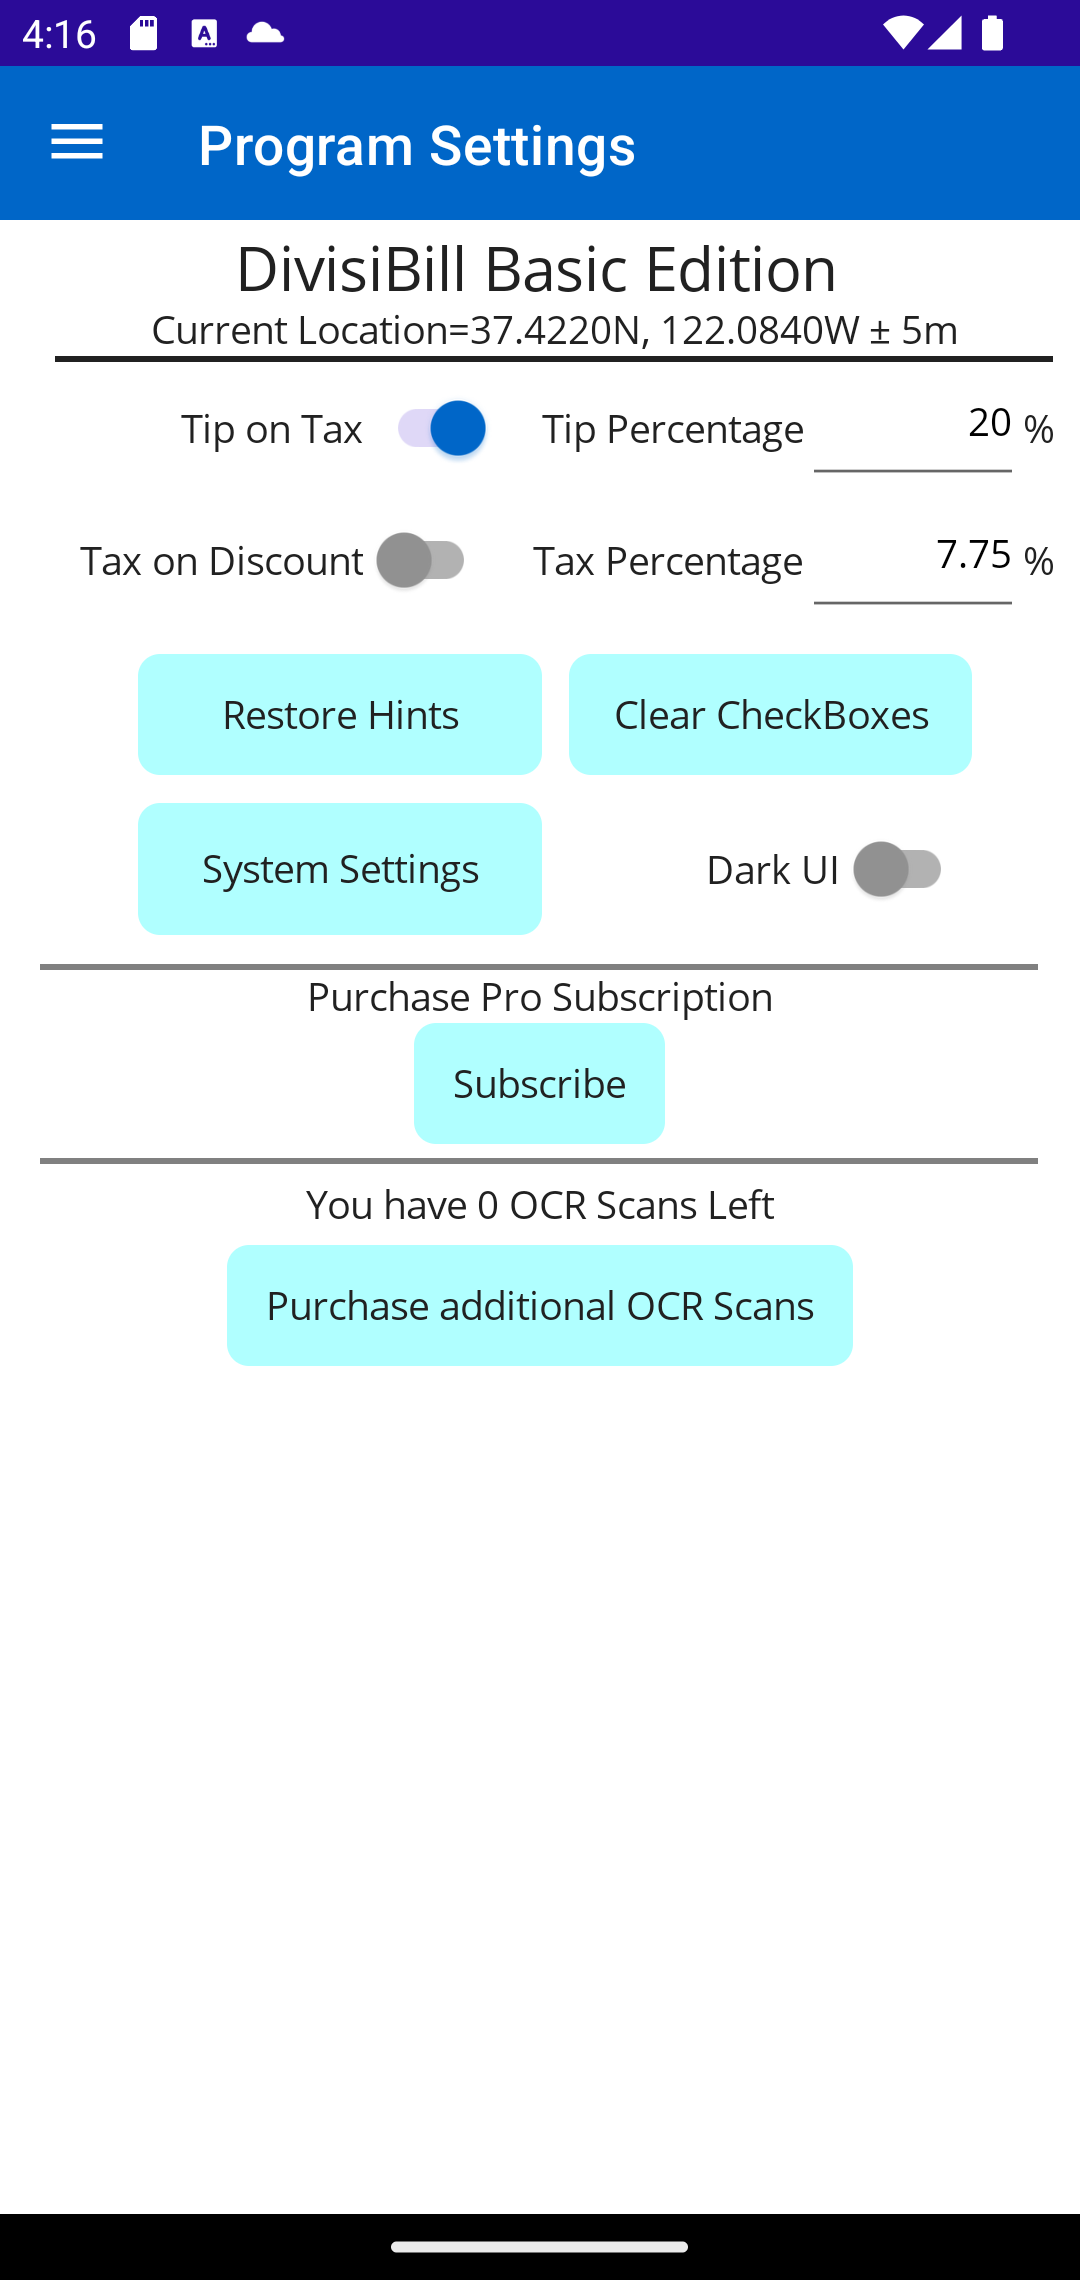 4:16
Program Settings
DivisiBill Basic Edition
Current Location=37.4220N, 122.0840W ± 5m
Tip on Tax Tip Percentage 20 %
Tax on Discount Tax Percentage 7.75 %
Restore Hints Clear CheckBoxes
System Settings Dark UI
Purchase Pro Subscription
Subscribe
You have 0 OCR Scans Left
Purchase additional OCR Scans